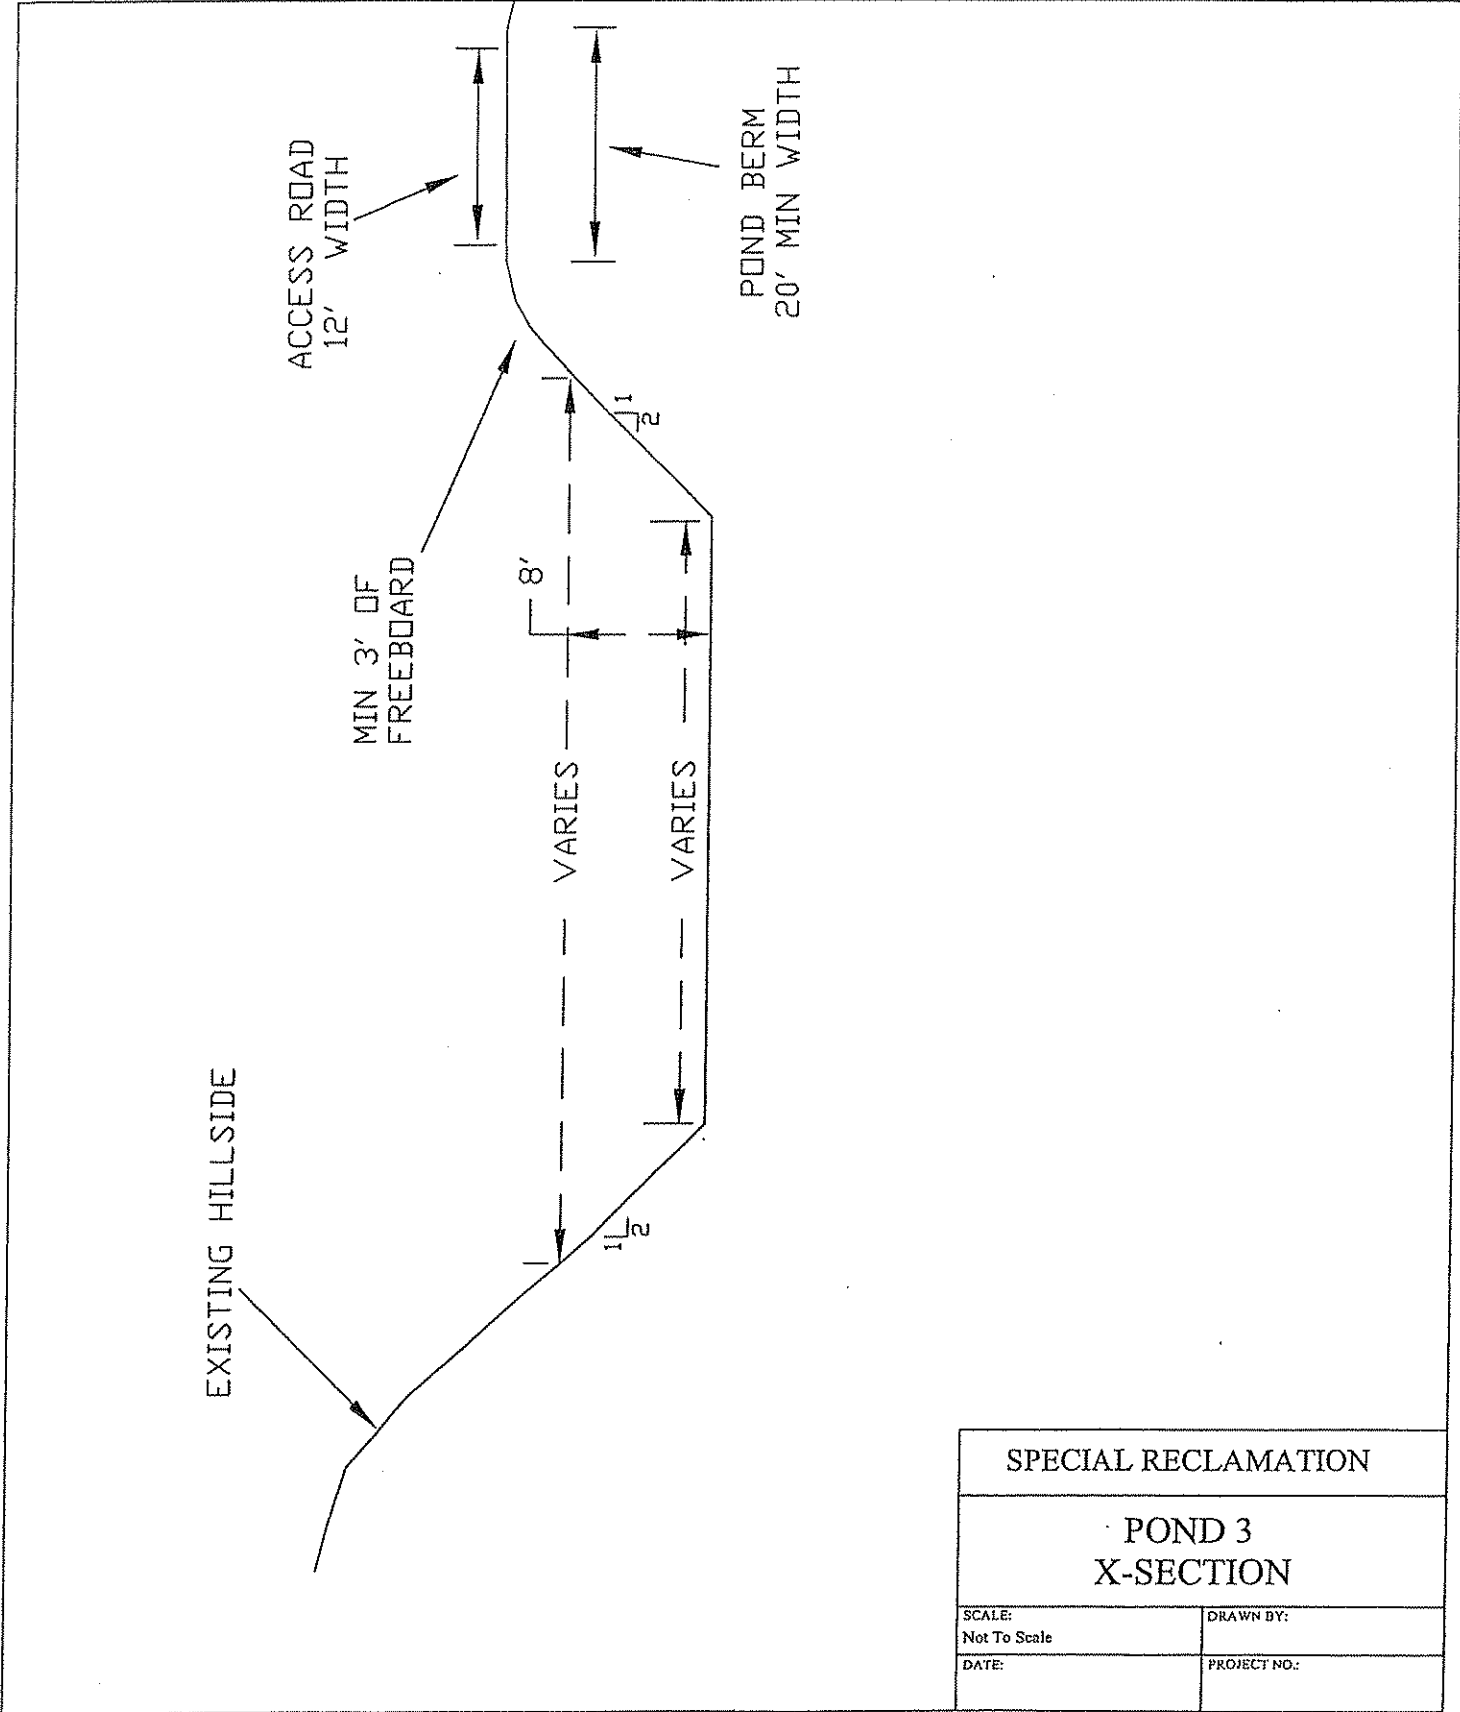 EXISTING HILLSIDE
MIN 3' OF
FREEBOARD
ACCESS ROAD
12' WIDTH
8'
VARIES
VARIES
1
2
1
2
POND BERM
20' MIN WIDTH
SPECIAL RECLAMATION
POND 3
X-SECTION
SCALE:
Not To Scale
DRAWN BY:
DATE:
PROJECT NO.: